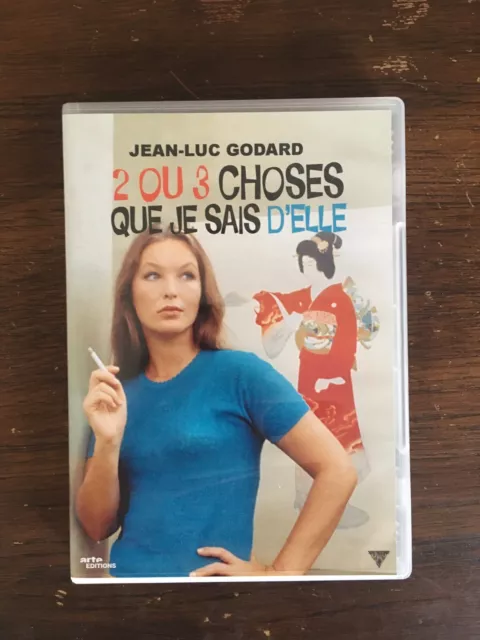 JEAN-LUC GODARD
2 OU 3 CHOSES
QUE JE SAIS D'ELLE
arte
EDITIONS